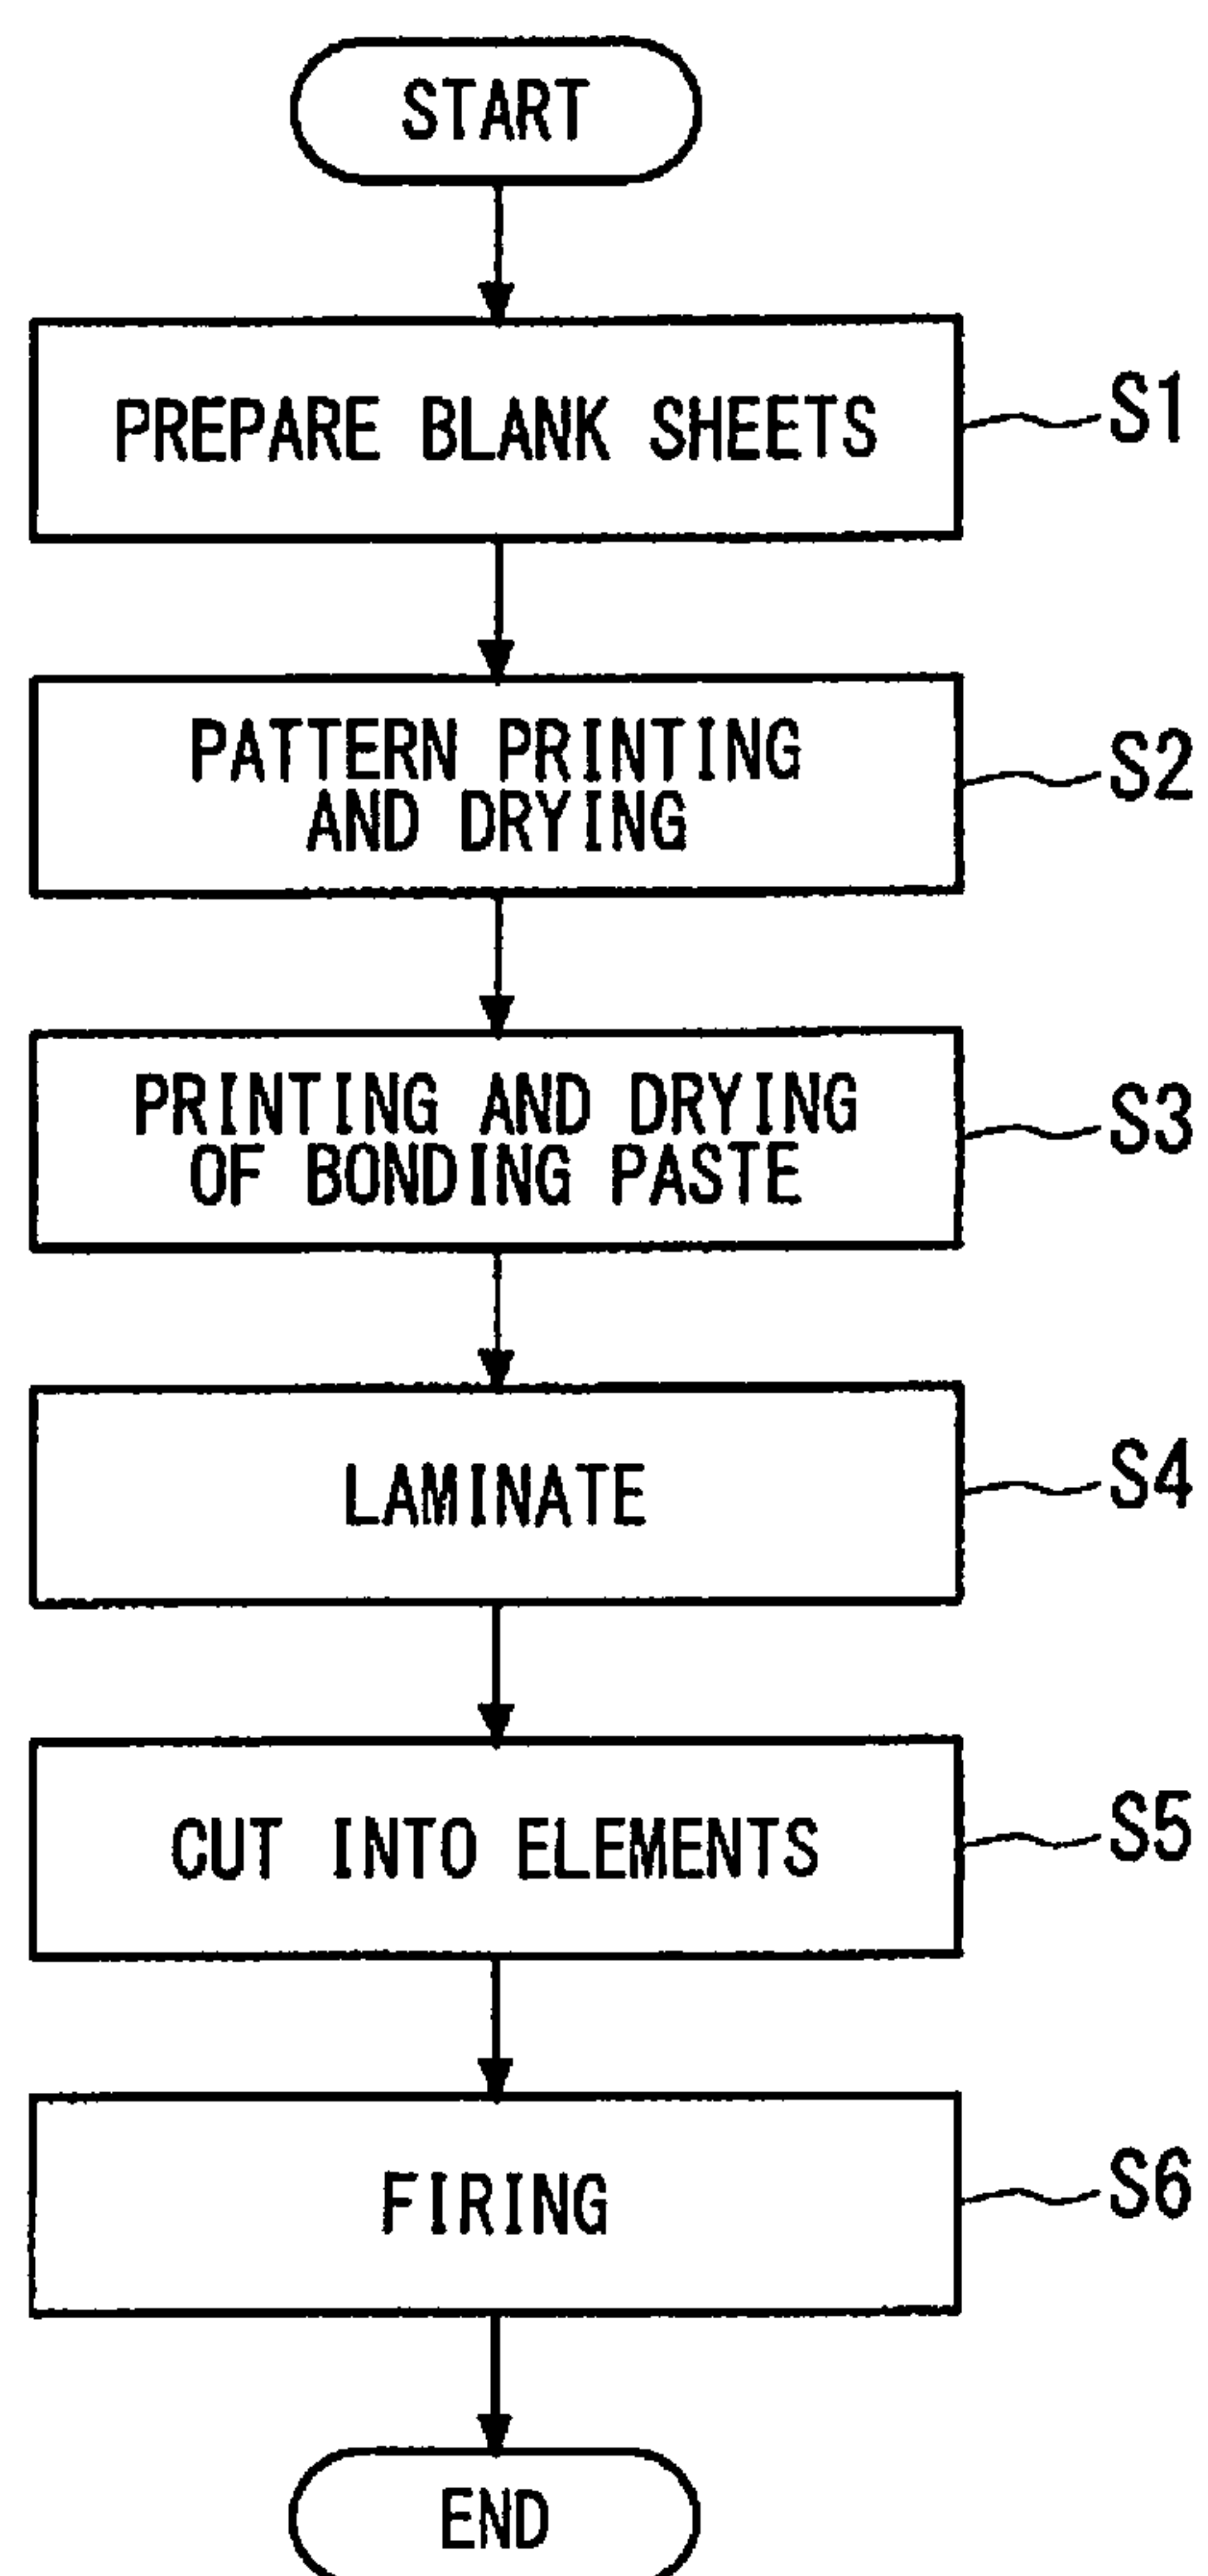 START
PREPARE BLANK SHEETS
S1
PATTERN PRINTING
AND DRYING
S2
PRINTING AND DRYING
OF BONDING PASTE
S3
LAMINATE
S4
CUT INTO ELEMENTS
S5
FIRING
S6
END